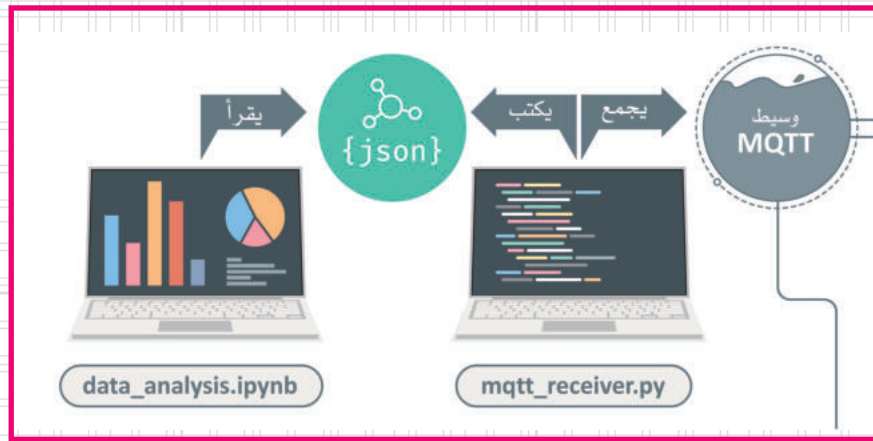 يقرأ
{json}
يكتب
يجمع
وسيط
MQTT
data_analysis.ipynb
mqtt_receiver.py